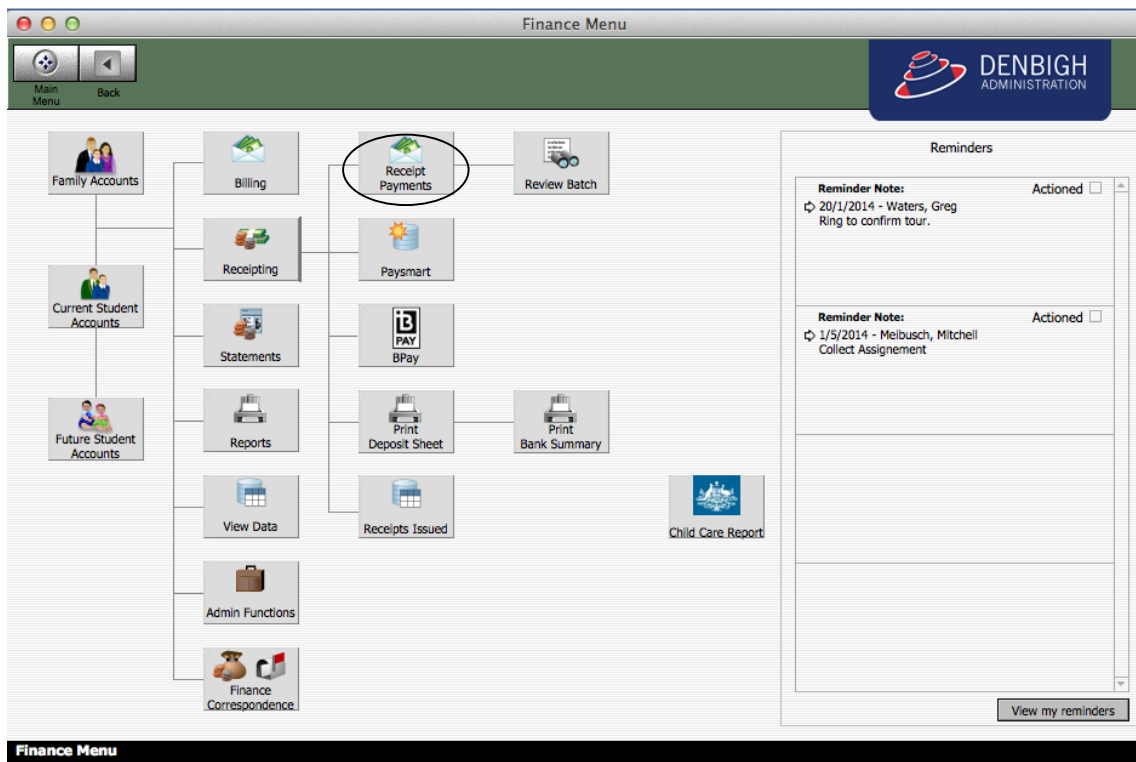 Finance Menu
Main
Menu
Back
DENBIGH
ADMINISTRATION
Family Accounts
Billing
Receipt
Payments
Review Batch
Receipting
Paysmart
Current Student
Accounts
Statements
B
PAY
BPay
Future Student
Accounts
Reports
Print
Deposit Sheet
Print
Bank Summary
View Data
Receipts Issued
Child Care Report
Admin Functions
Finance
Correspondence
Reminders
Reminder Note:
Actioned
20/1/2014 - Waters, Greg
Ring to confirm tour.
Reminder Note:
Actioned
1/5/2014 - Meibusch, Mitchell
Collect Assignement
View my reminders
Finance Menu